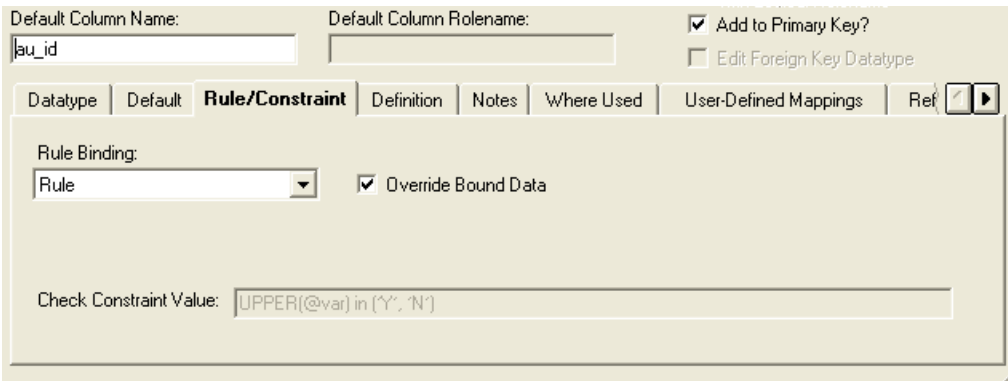 Default Column Name: Default Column Rolename:
Add to Primary Key?
au_id
Edit Foreign Key Datatype
Datatype Default Rule/Constraint Definition Notes Where Used User-Defined Mappings Ref
Rule Binding:
Rule Override Bound Data
Check Constraint Value: UPPER(@var) in ('Y', 'N')